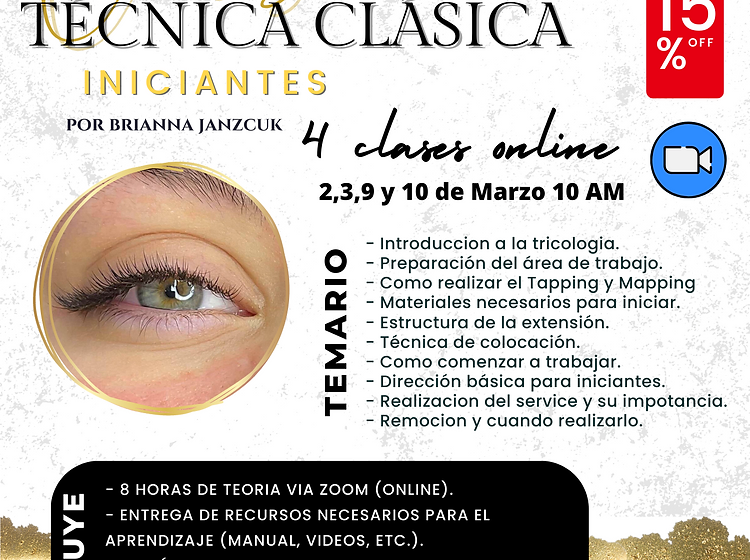 TÉCNICA CLÁSICA
INICIANTES
POR BRIANNA JANZCUK
15
% OFF
4 clases online
2,3,9 y 10 de Marzo 10 AM
TEMARIO
- Introduccion a la tricologia.
- Preparación del área de trabajo.
- Como realizar el Tapping y Mapping
- Materiales necesarios para iniciar.
- Estructura de la extensión.
- Técnica de colocación.
- Como comenzar a trabajar.
- Dirección básica para iniciantes.
- Realizacion del service y su impotancia.
- Remocion y cuando realizarlo.
UYE
- 8 HORAS DE TEORIA VIA ZOOM (ONLINE).
- ENTREGA DE RECURSOS NECESARIOS PARA EL
APRENDIZAJE (MANUAL, VIDEOS, ETC.).